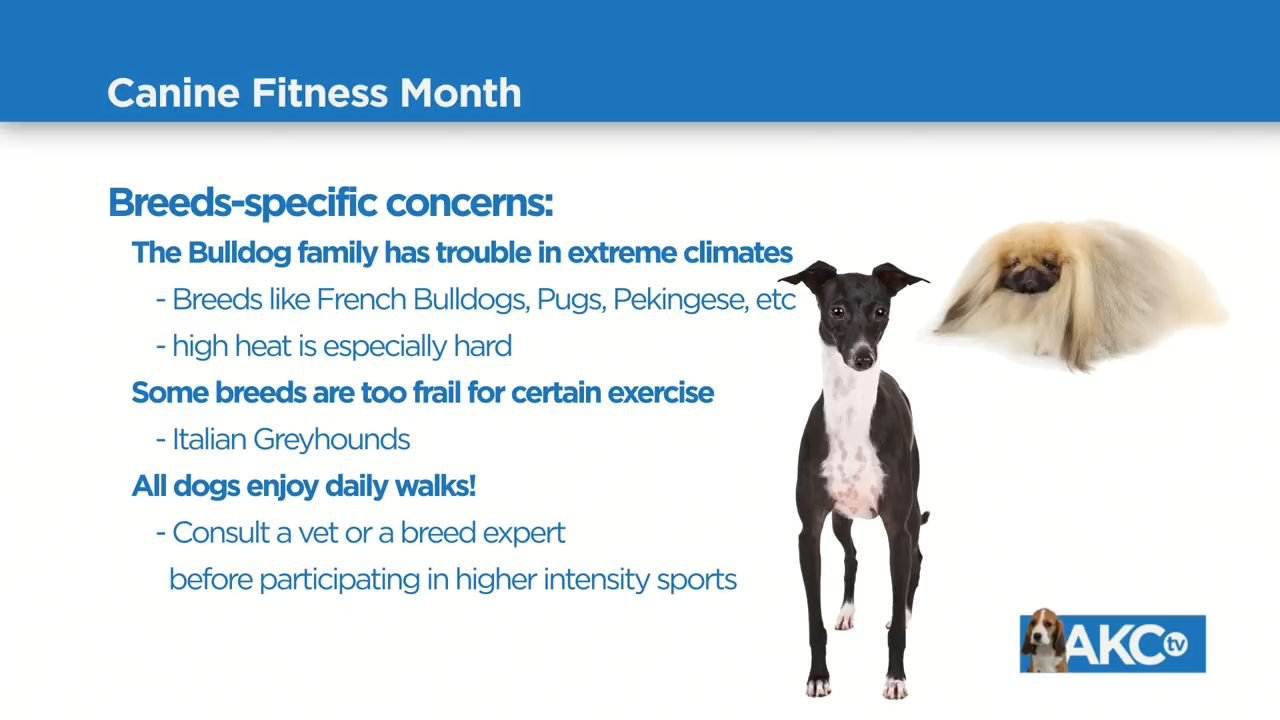 Canine Fitness Month
Breeds-specific concerns:
The Bulldog family has trouble in extreme climates
- Breeds like French Bulldogs, Pugs, Pekingese, etc
- high heat is especially hard
Some breeds are too frail for certain exercise
- Italian Greyhounds
All dogs enjoy daily walks!
- Consult a vet or a breed expert
before participating in higher intensity sports
AKC tv